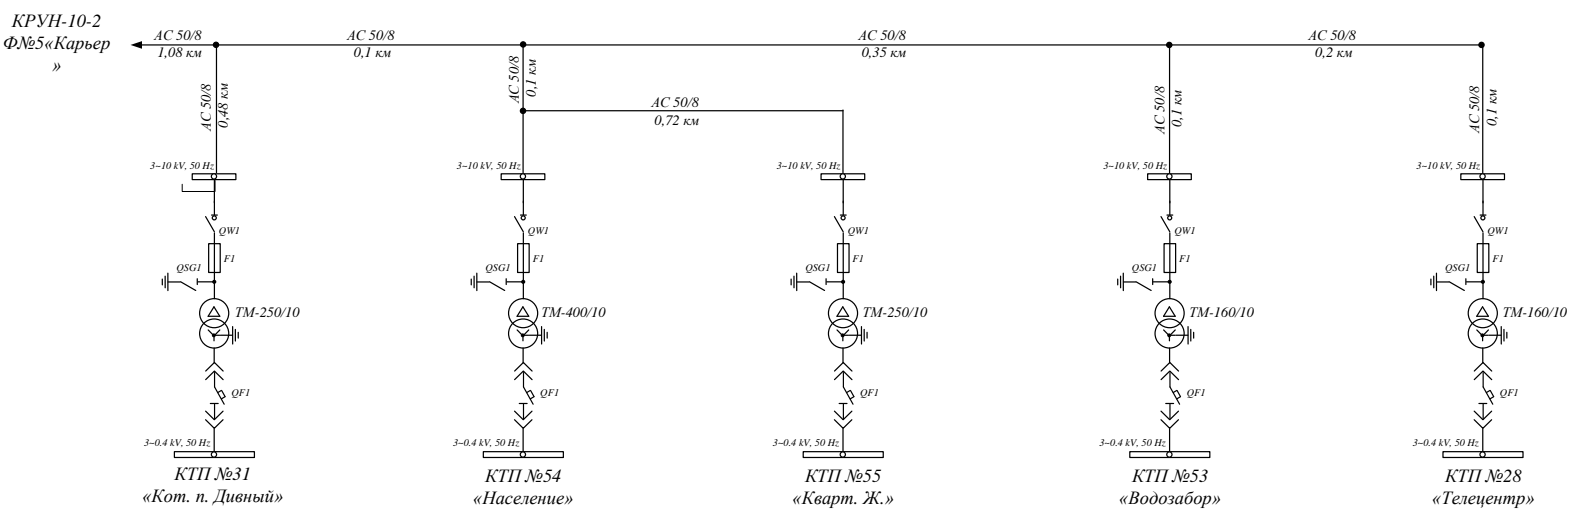 КРУН-10-2
Ф№5«Карьер
»
АС 50/8
1,08 км
АС 50/8
0,1 км
АС 50/8
0,35 км
АС 50/8
0,2 км
АС 50/8
0,48 км
АС 50/8
0,1 км
АС 50/8
0,72 км
АС 50/8
0,1 км
АС 50/8
0,1 км
3~10 kV, 50 Hz
3~10 kV, 50 Hz
3~10 kV, 50 Hz
3~10 kV, 50 Hz
3~10 kV, 50 Hz
QW1
QW1
QW1
QW1
QW1
F1
F1
F1
F1
F1
QSG1
QSG1
QSG1
QSG1
QSG1
ТМ-250/10
ТМ-400/10
ТМ-250/10
ТМ-160/10
ТМ-160/10
QF1
QF1
QF1
QF1
QF1
3~0.4 kV, 50 Hz
3~0.4 kV, 50 Hz
3~0.4 kV, 50 Hz
3~0.4 kV, 50 Hz
3~0.4 kV, 50 Hz
КТП №31
«Кот. п. Дивный»
КТП №54
«Население»
КТП №55
«Кварт. Ж.»
КТП №53
«Водозабор»
КТП №28
«Телецентр»